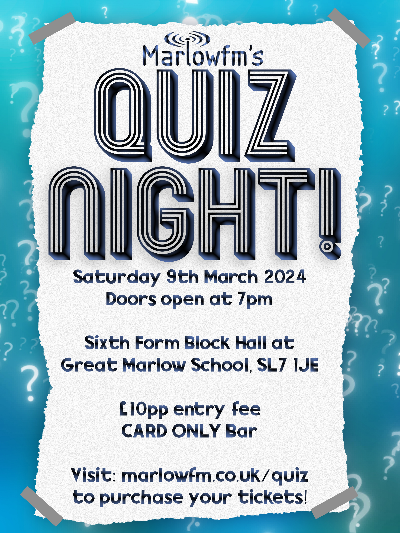 Marlowfm's
QUIZ
NIGHT!
Saturday 9th March 2024
Doors open at 7pm
Sixth Form Block Hall at
Great Marlow School, SL7 1JE
£10pp entry fee
CARD ONLY Bar
Visit: marlowfm.co.uk/quiz
to purchase your tickets!